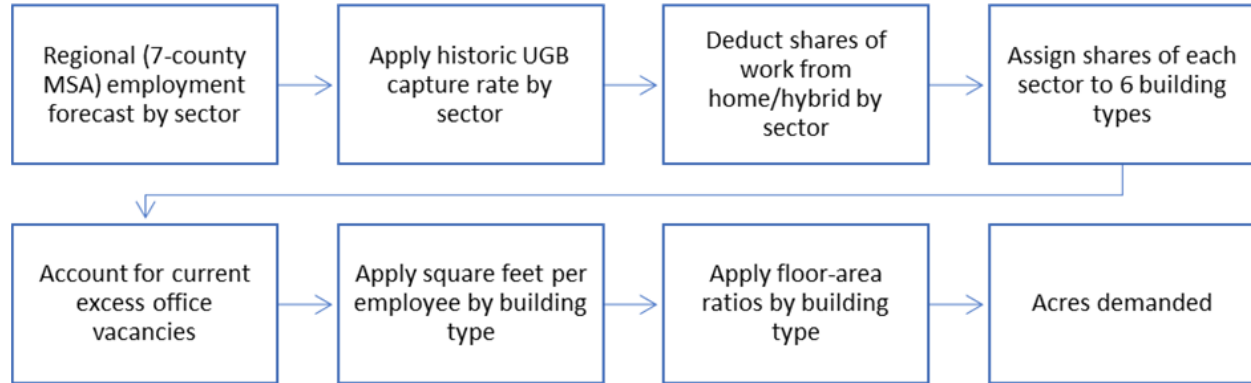 Regional (7-county
MSA) employment
forecast by sector
Apply historic UGB
capture rate by
sector
Deduct shares of
work from
home/hybrid by
sector
Assign shares of each
sector to 6 building
types
Account for current
excess office
vacancies
Apply square feet per
employee by building
type
Apply floor-area
ratios by building
type
Acres demanded